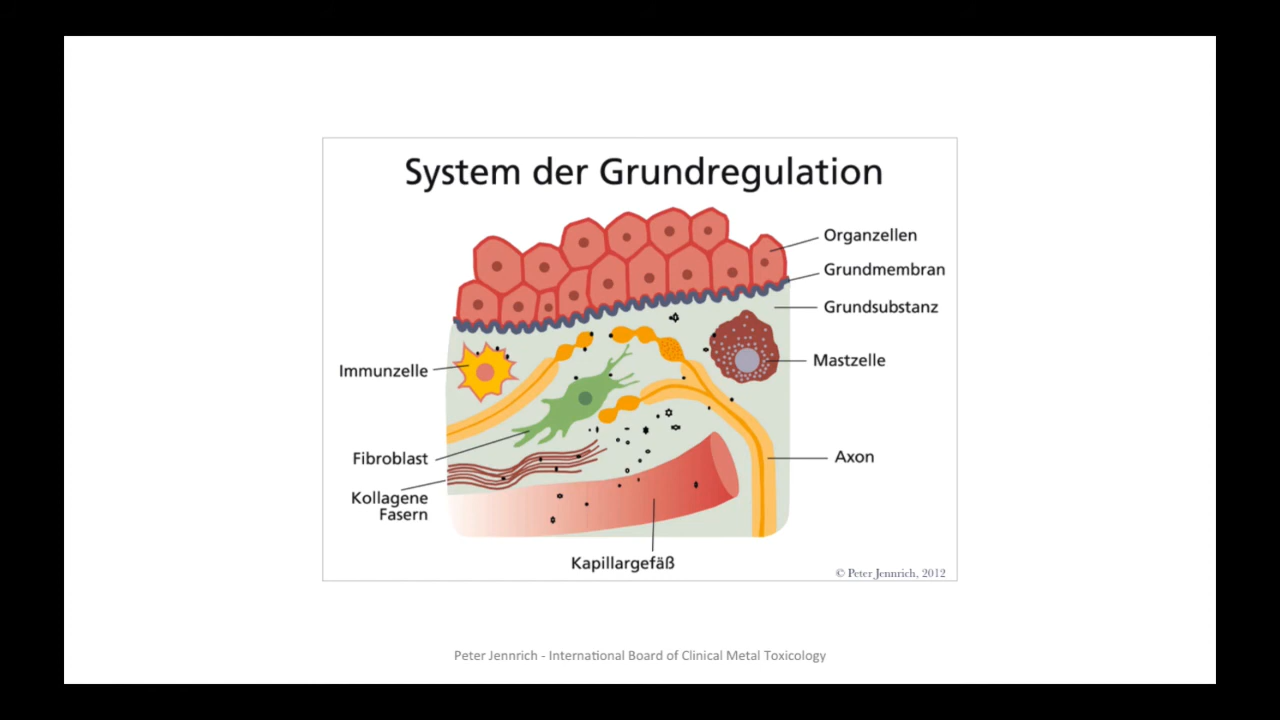 System der Grundregulation
Organzellen
Grundmembran
Grundsubstanz
Immunzelle
Mastzelle
Fibroblast
Axon
Kollagene
Fasern
Kapillargefäß
© Peter Jennrich, 2012
Peter Jennrich - International Board of Clinical Metal Toxicology